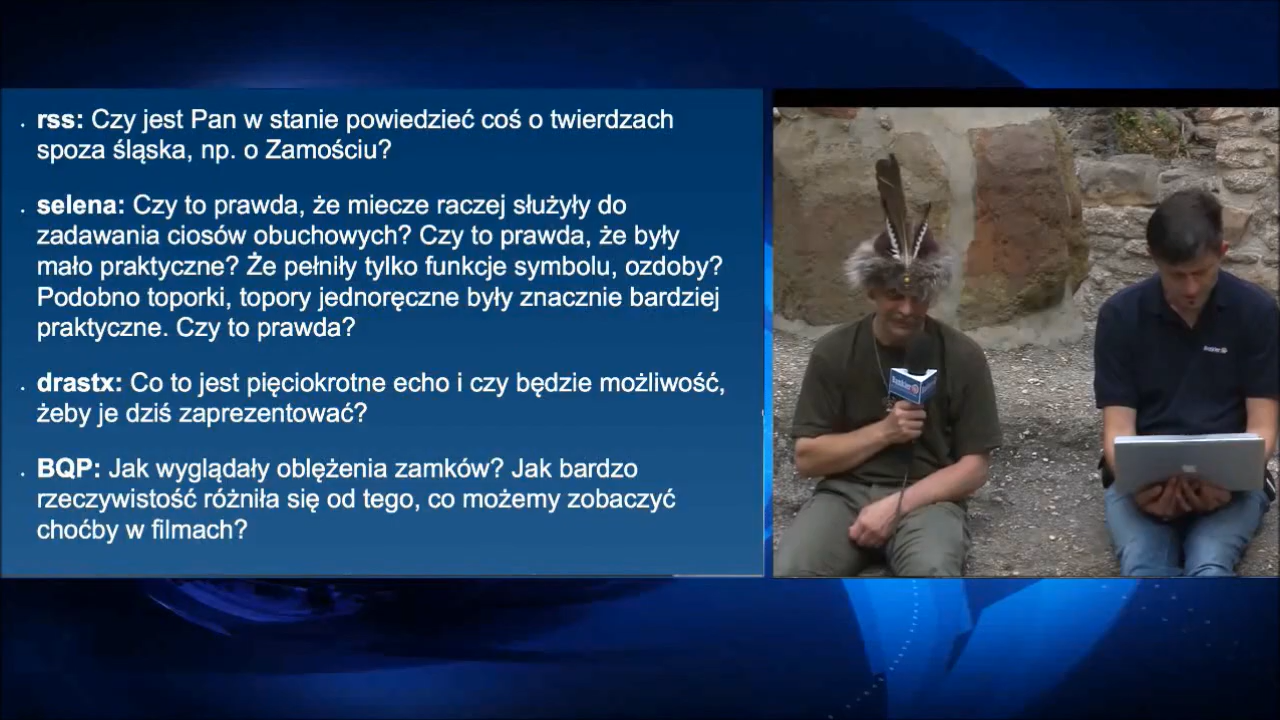 rss: Czy jest Pan w stanie powiedzieć coś o twierdzach
spoza śląska, np. o Zamościu?
selena: Czy to prawda, że miecze raczej służyły do
zadawania ciosów obuchowych? Czy to prawda, że były
mało praktyczne? Że pełniły tylko funkcje symbolu, ozdoby?
Podobno toporki, topory jednoręczne były znacznie bardziej
praktyczne. Czy to prawda?
drastx: Co to jest pięciokrotne echo i czy będzie możliwość,
żeby je dziś zaprezentować?
BQP: Jak wyglądały oblężenia zamków? Jak bardzo
rzeczywistość różniła się od tego, co możemy zobaczyć
choćby w filmach?